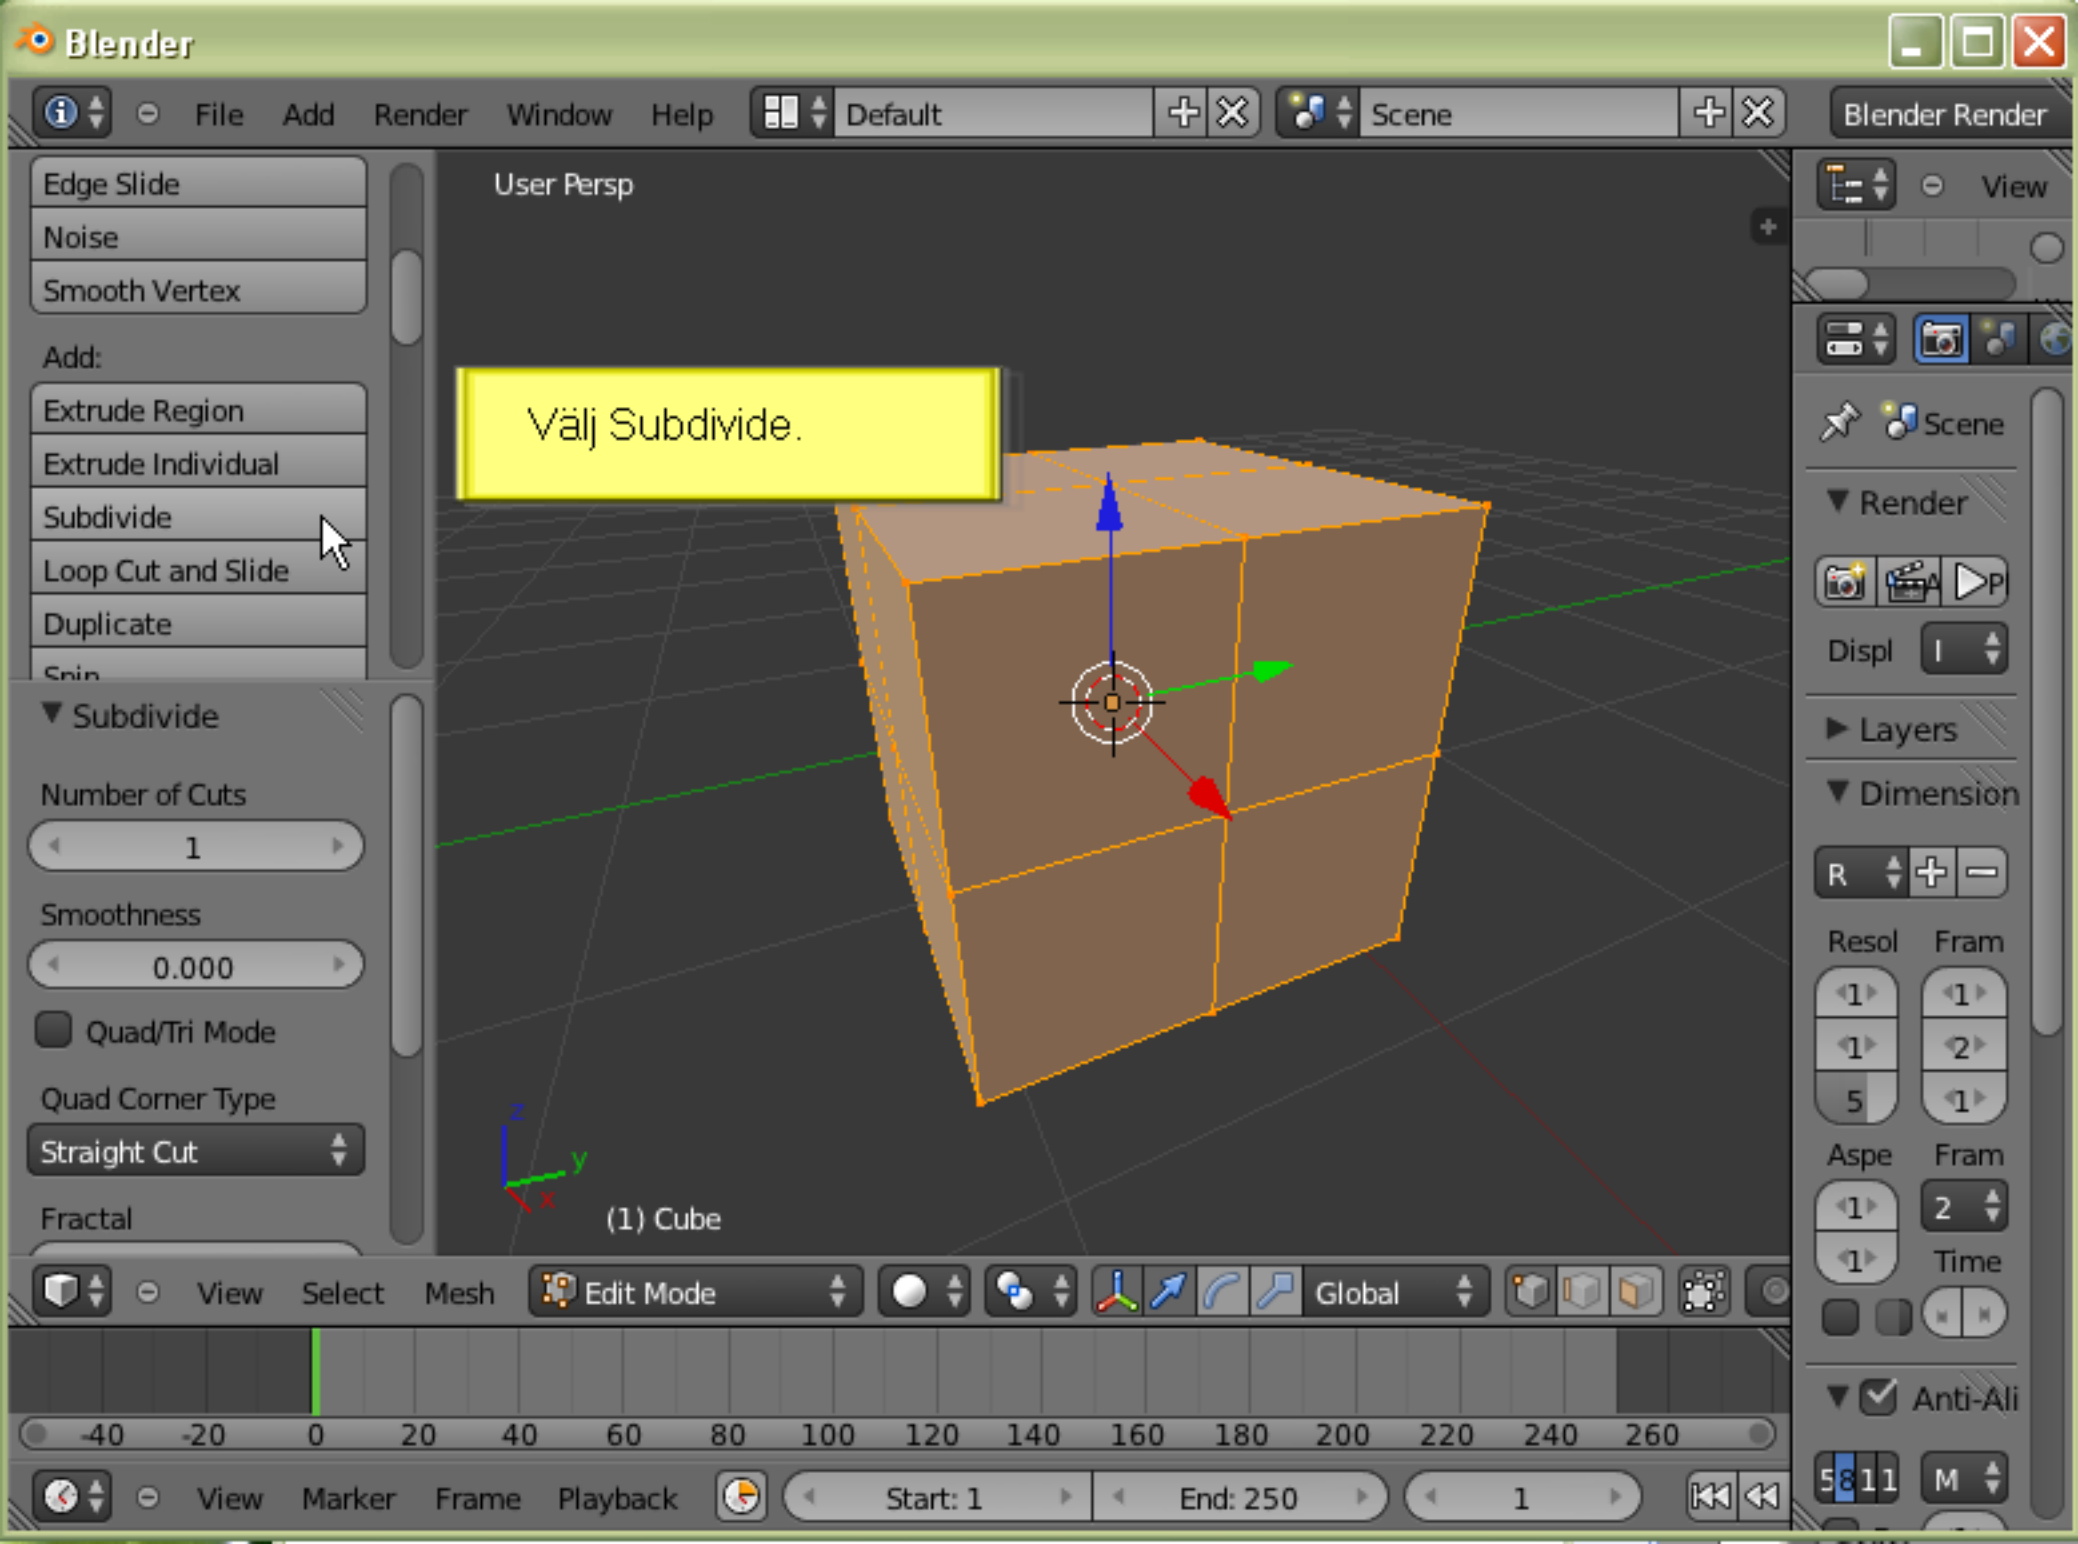 Blender
File Add Render Window Help Default Scene Blender Render
Edge Slide
Noise
Smooth Vertex
Add:
Extrude Region
Extrude Individual
Subdivide
Loop Cut and Slide
Duplicate
Spin
Subdivide
Number of Cuts
1
Smoothness
0.000
Quad/Tri Mode
Quad Corner Type
Straight Cut
Fractal
User Persp
Välj Subdivide.
z
y
x
(1) Cube
View Select Mesh Edit Mode Global
-40 -20 0 20 40 60 80 100 120 140 160 180 200 220 240 260
View Marker Frame Playback Start: 1 End: 250 1
View
Scene
Render
P
Displ I
Layers
Dimension
R
Resol Fram
1 1
1 2
5 1
Aspe Fram
1 2
1 Time
Anti-Ali
5 8 11 M